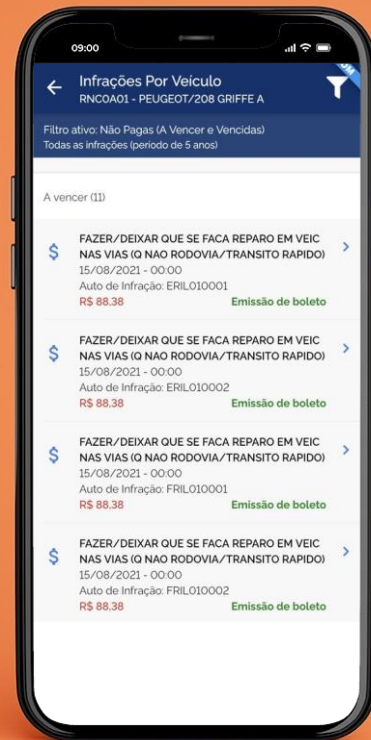 09:00
Infrações Por Veículo
RNC0A01 - PEUGEOT/208 GRIFFE A
Filtro ativo: Não Pagas (A Vencer e Vencidas)
Todas as infrações (período de 5 anos)
A vencer (11)
FAZER/DEIXAR QUE SE FACA REPARO EM VEIC
NAS VIAS (Q NAO RODOVIA/TRANSITO RAPIDO)
15/08/2021 - 00:00
Auto de Infração: ERIL010001
R$ 88,38 Emissão de boleto
FAZER/DEIXAR QUE SE FACA REPARO EM VEIC
NAS VIAS (Q NAO RODOVIA/TRANSITO RAPIDO)
15/08/2021 - 00:00
Auto de Infração: ERIL010002
R$ 88,38 Emissão de boleto
FAZER/DEIXAR QUE SE FACA REPARO EM VEIC
NAS VIAS (Q NAO RODOVIA/TRANSITO RAPIDO)
15/08/2021 - 00:00
Auto de Infração: FRIL010001
R$ 88,38 Emissão de boleto
FAZER/DEIXAR QUE SE FACA REPARO EM VEIC
NAS VIAS (Q NAO RODOVIA/TRANSITO RAPIDO)
15/08/2021 - 00:00
Auto de Infração: FRIL010002
R$ 88,38 Emissão de boleto